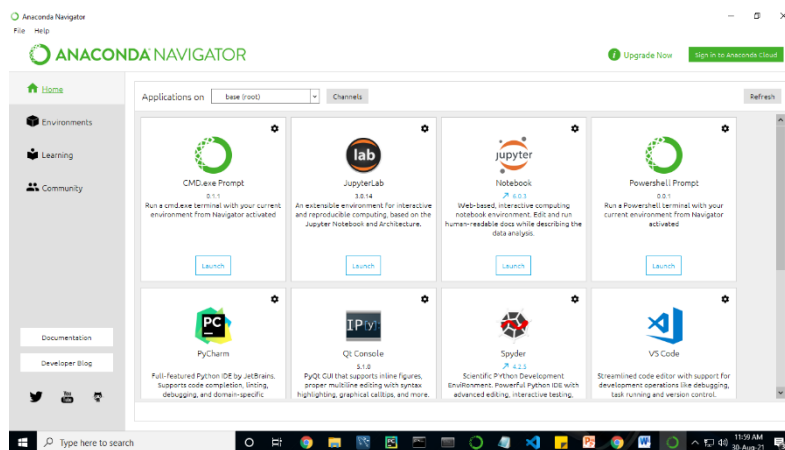 Anaconda Navigator
File Help
ANACONDA NAVIGATOR
Upgrade Now
Sign in to Anaconda Cloud
Home
Environments
Learning
Community
Documentation
Developer Blog
You
Tube
Applications on
base (root)
Channels
Refresh
CMD.exe Prompt
0.1.1
Run a cmd.exe terminal with your current
environment from Navigator activated
Launch
lab
JupyterLab
3.0.14
An extensible environment for interactive
and reproducible computing, based on the
Jupyter Notebook and Architecture.
Launch
jupyter
Notebook
Web-based, interactive computing
notebook environment. Edit and run
human-readable docs while describing the
data analysis.
Launch
Powershell Prompt
0.0.1
Run a Powershell terminal with your
current environment from Navigator
activated
Launch
PC
PyCharm
Full-featured Python IDE by JetBrains.
Supports code completion, linting,
debugging, and domain-specific
IP[y]:
Qt Console
PyQt GUI that supports inline figures,
proper multiline editing with syntax
highlighting, graphical calltips, and more.
Spyder
4.2.5
Scientific Python Development
EnviRonment. Powerful Python IDE with
advanced editing, interactive testing,
VS Code
Streamlined code editor with support for
development operations like debugging,
task running and version control.
Type here to search
11:59 AM
30-Aug-21